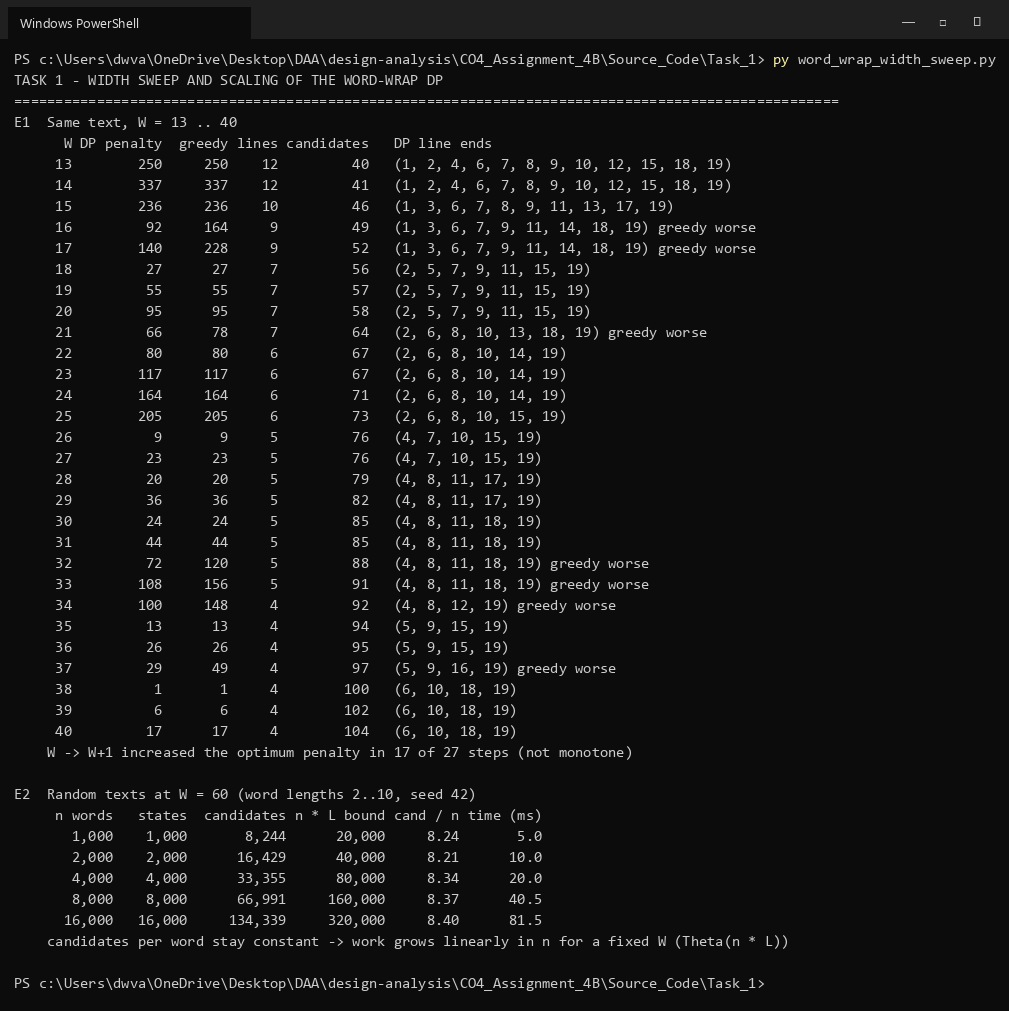 Windows PowerShell
PS c:\Users\dwva\OneDrive\Desktop\DAA\design-analysis\CO4_Assignment_4B\Source_Code\Task_1> py word_wrap_width_sweep.py
TASK 1 - WIDTH SWEEP AND SCALING OF THE WORD-WRAP DP
====================================================================================================
E1  Same text, W = 13 .. 40
      W DP penalty  greedy lines candidates   DP line ends
     13        250     250    12         40   (1, 2, 4, 6, 7, 8, 9, 10, 12, 15, 18, 19)
     14        337     337    12         41   (1, 2, 4, 6, 7, 8, 9, 10, 12, 15, 18, 19)
     15        236     236    10         46   (1, 3, 6, 7, 8, 9, 11, 13, 17, 19)
     16         92     164     9         49   (1, 3, 6, 7, 9, 11, 14, 18, 19) greedy worse
     17        140     228     9         52   (1, 3, 6, 7, 9, 11, 14, 18, 19) greedy worse
     18         27      27     7         56   (2, 5, 7, 9, 11, 15, 19)
     19         55      55     7         57   (2, 5, 7, 9, 11, 15, 19)
     20         95      95     7         58   (2, 5, 7, 9, 11, 15, 19)
     21         66      78     7         64   (2, 6, 8, 10, 13, 18, 19) greedy worse
     22         80      80     6         67   (2, 6, 8, 10, 14, 19)
     23        117     117     6         67   (2, 6, 8, 10, 14, 19)
     24        164     164     6         71   (2, 6, 8, 10, 14, 19)
     25        205     205     6         73   (2, 6, 8, 10, 15, 19)
     26          9       9     5         76   (4, 7, 10, 15, 19)
     27         23      23     5         76   (4, 7, 10, 15, 19)
     28         20      20     5         79   (4, 8, 11, 17, 19)
     29         36      36     5         82   (4, 8, 11, 17, 19)
     30         24      24     5         85   (4, 8, 11, 18, 19)
     31         44      44     5         85   (4, 8, 11, 18, 19)
     32         72     120     5         88   (4, 8, 11, 18, 19) greedy worse
     33        108     156     5         91   (4, 8, 11, 18, 19) greedy worse
     34        100     148     4         92   (4, 8, 12, 19) greedy worse
     35         13      13     4         94   (5, 9, 15, 19)
     36         26      26     4         95   (5, 9, 15, 19)
     37         29      49     4         97   (5, 9, 16, 19) greedy worse
     38          1       1     4        100   (6, 10, 18, 19)
     39          6       6     4        102   (6, 10, 18, 19)
     40         17      17     4        104   (6, 10, 18, 19)
    W -> W+1 increased the optimum penalty in 17 of 27 steps (not monotone)
E2  Random texts at W = 60 (word lengths 2..10, seed 42)
     n words   states  candidates n * L bound cand / n time (ms)
       1,000    1,000       8,244      20,000     8.24       5.0
       2,000    2,000      16,429      40,000     8.21      10.0
       4,000    4,000      33,355      80,000     8.34      20.0
       8,000    8,000      66,991     160,000     8.37      40.5
      16,000   16,000     134,339     320,000     8.40      81.5
    candidates per word stay constant -> work grows linearly in n for a fixed W (Theta(n * L))
PS c:\Users\dwva\OneDrive\Desktop\DAA\design-analysis\CO4_Assignment_4B\Source_Code\Task_1>